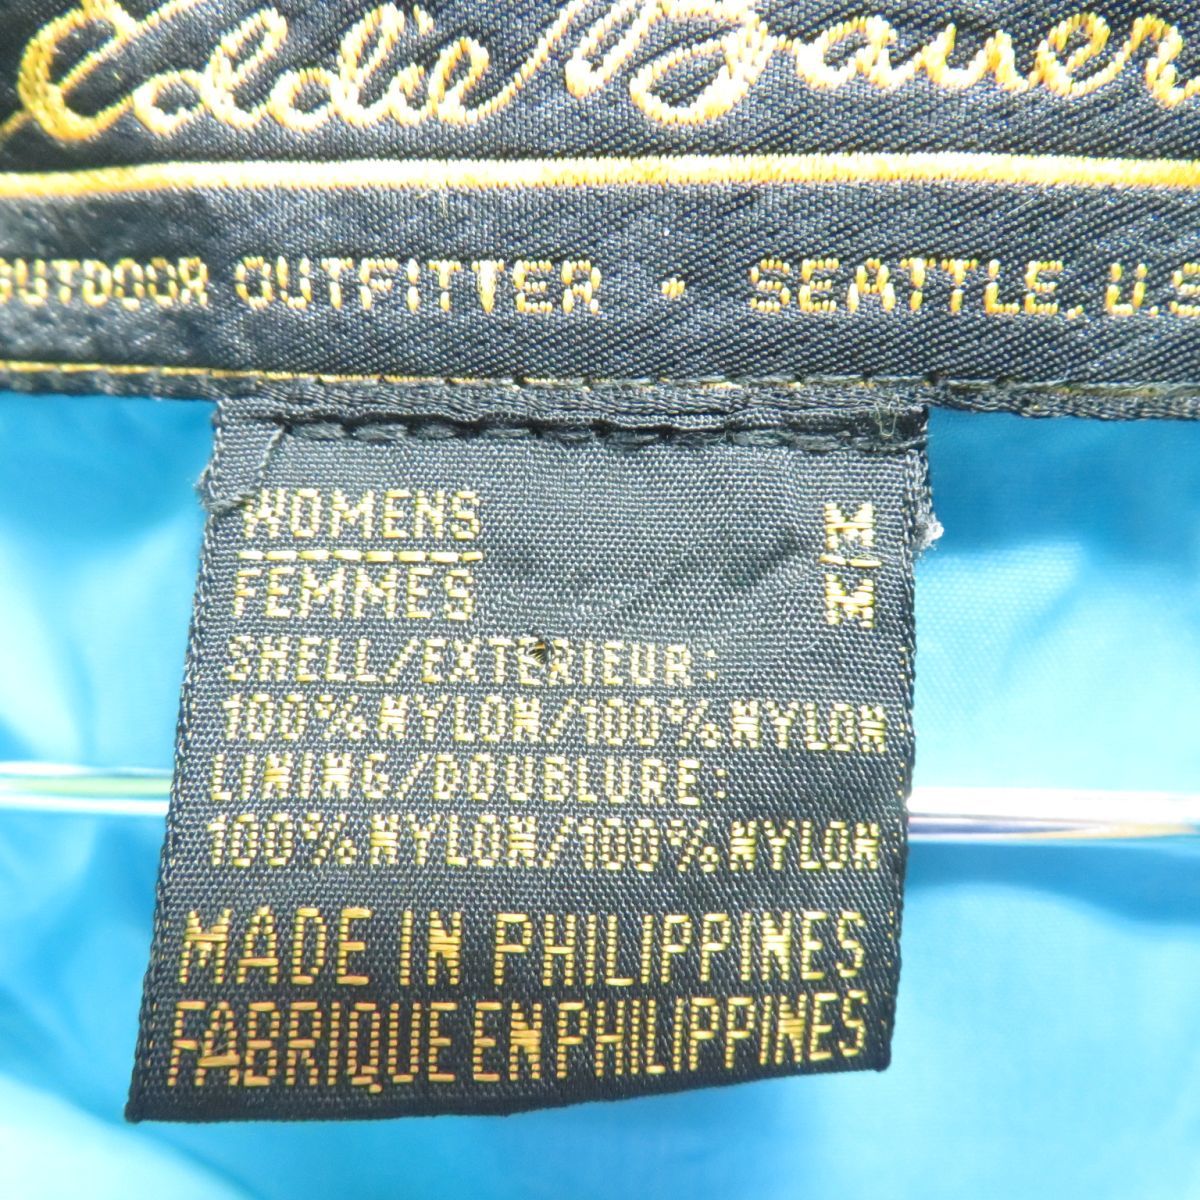 Eddie Bauer
OUTDOOR OUTFITTER • SEATTLE, U.S
WOMENS
FEMMES
M/M
SHELL/EXTERIEUR:
100% NYLON/100% NYLON
LINING/DOUBLURE:
100% NYLON/100% NYLON
MADE IN PHILIPPINES
FABRIQUE EN PHILIPPINES